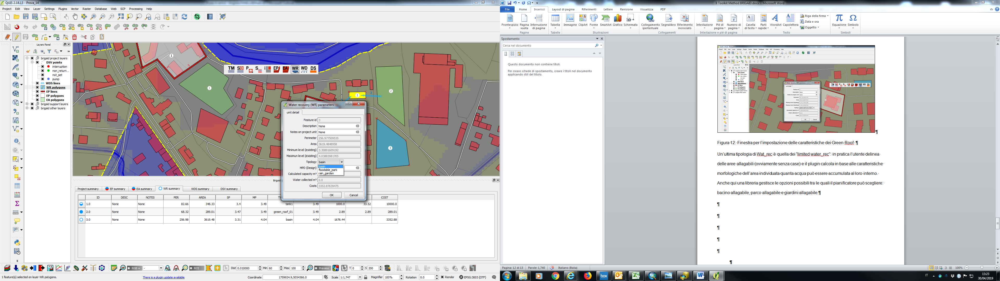 QGIS 2.18.13 - Prova_14
Project Edit View Layer Settings Plugins Vector Raster Database Web SCP Processing Help
Layers Panel
brigaid project layers
DSV points
interruption
non_return...
not_set
pump
WDS lines
WR polygons
EP lines
EP polygons
EA polygons
brigaid support layers
brigaid other layers
TM S P S i EP EA WR WD DS
1
1
2
1
2
3
Water recovery (WR) parameters
unit detail
Feature id 3
Description None
Notes on project unit None
Perimeter 256.977509535
Area 3619.4848958
Minimum level (existing) 3.30891609192
Maximun level (existing) 4.03883981705
Tipology basin
basin
floodable_park
rain_garden
MPD (Design)
Calculated capacity m³
Water collected m³ 0.0
Costs 3352.87639475
OK Cancel
Brigaid
Project summary EP summary EA summary WR summary WDS summary DSV summary
ID DESC NOTES PER AREA SP MP COST
1.0 None None 82.66 348.33 3.4 3.49 tank1 3.49 1000.0 33.52 10000.0
2.0 None None 68.32 289.01 3.47 3.49 green_roof_01 3.49 2.89 2.89 289.01
3.0 None None 256.98 3619.48 3.31 4.04 basin 4.04 1676.44 3352.88
RGB = - ROI Dist 0.010000 Min 60 Max 100 Preview T 0 S 200
1 feature(s) selected on layer WR polygons. There is a plugin update available Coordinate 1759924.9,5054366.0 Scale 1:1,747 Magnifier 100% Rotation 0.0 Render EPSG:3003 (OTF)
Il Toolkit Method BRIGAID.docx - Microsoft Word
File Home Inserisci Layout di pagina Riferimenti Lettere Revisione Visualizza PDF
Frontespizio Pagina vuota Interruzione di pagina Tabella Immagine ClipArt Forme SmartArt Grafico Schermata Collegamento ipertestuale Segnalibro Riferimento incrociato Intestazione Piè di pagina Numero di pagina Casella di testo Parti rapide WordArt Capolettera Riga della firma Data e ora Oggetto Equazione Simbolo
Pagine Tabelle Illustrazioni Collegamenti Intestazione e piè di pagina Testo Simboli
Spostamento
Cerca nel documento
Questo documento non contiene titoli.
Per creare schede di spostamento, creare i titoli nel documento
applicando stili del titolo.
Figura 12: Finestra per l'impostazione delle caratteristiche dei Green Roof .¶
Un'ultima tipologia di Wat_rec è quella dei "limited water_rec": in pratica l'utente delinea
delle aree allagabili (ovviamente senza case) e il plugin calcola in base alle caratteristiche
morfologiche dell'area individuata quanta acqua può essere accumulata al loro interno.
Anche qui una libreria gestisce le opzioni possibili tra le quali il pianificatore può scegliere:
bacino allagabile, parco allagabile e giardini allagabile.¶
Pagina: 12 di 13 Parole: 1,740 Italiano (Italia) 100%
box
IT 13:23
30/04/2019